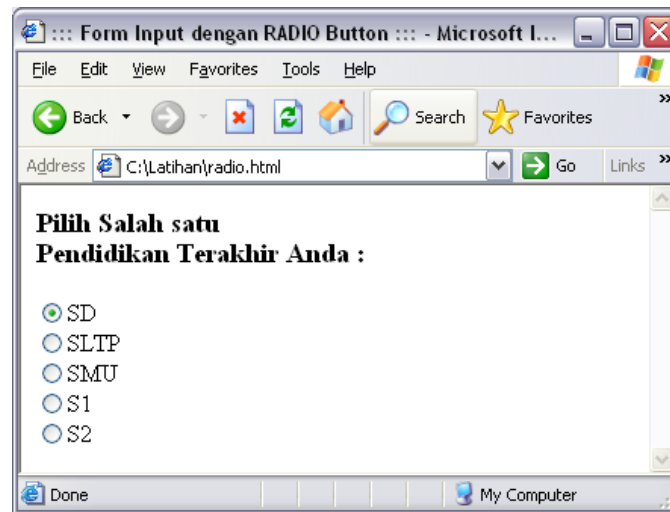 ::: Form Input dengan RADIO Button ::: - Microsoft I...
File Edit View Favorites Tools Help
Back Search Favorites »
Address C:\Latihan\radio.html Go Links »
Pilih Salah satu
Pendidikan Terakhir Anda :
SD
SLTP
SMU
S1
S2
Done My Computer